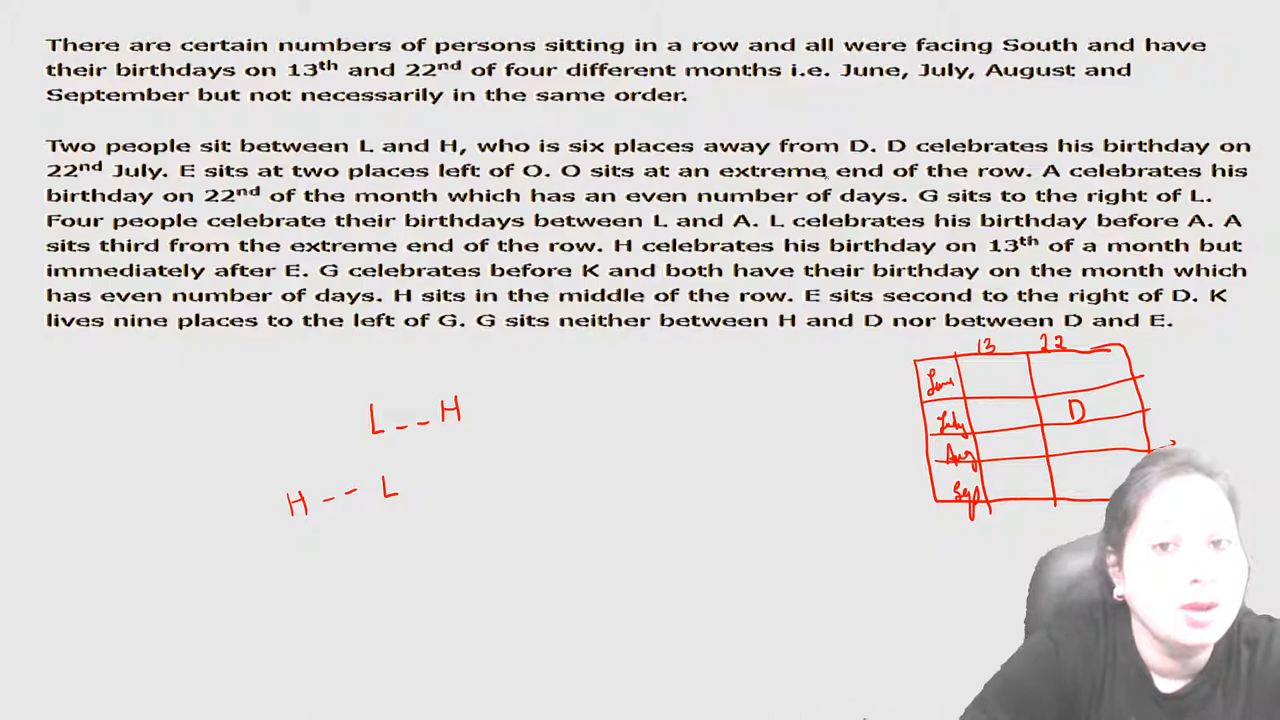 There are certain numbers of persons sitting in a row and all were facing South and have
their birthdays on 13th and 22nd of four different months i.e. June, July, August and
September but not necessarily in the same order.
Two people sit between L and H, who is six places away from D. D celebrates his birthday on
22nd July. E sits at two places left of O. O sits at an extreme end of the row. A celebrates his
birthday on 22nd of the month which has an even number of days. G sits to the right of L.
Four people celebrate their birthdays between L and A. L celebrates his birthday before A. A
sits third from the extreme end of the row. H celebrates his birthday on 13th of a month but
immediately after E. G celebrates before K and both have their birthday on the month which
has even number of days. H sits in the middle of the row. E sits second to the right of D. K
lives nine places to the left of G. G sits neither between H and D nor between D and E.
13 22
June
July D
Aug
Sep
L _ _ H
H - - L